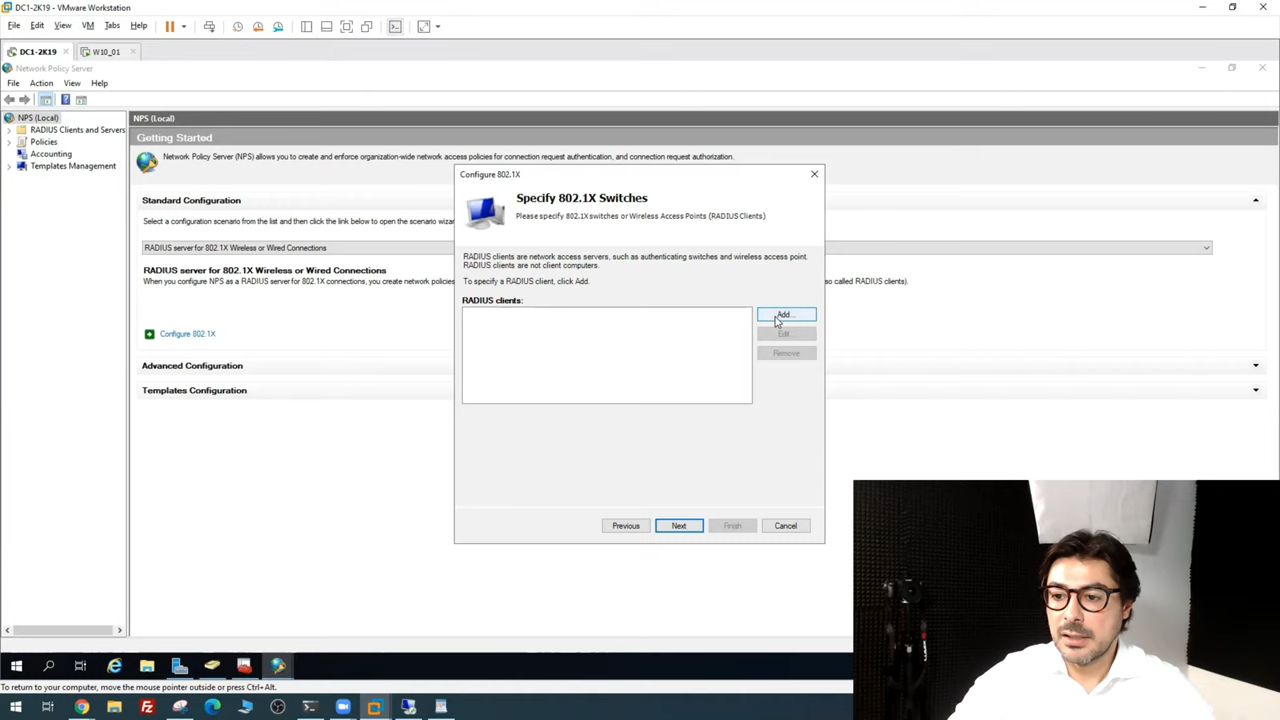 DC1-2K19 - VMware Workstation
File Edit View VM Tabs Help
DC1-2K19 W10_01
Network Policy Server
File Action View Help
NPS (Local)
RADIUS Clients and Servers
Policies
Accounting
Templates Management
NPS (Local)
Getting Started
Network Policy Server (NPS) allows you to create and enforce organization-wide network access policies for connection request authentication, and connection request authorization.
Standard Configuration
Select a configuration scenario from the list and then click the link below to open the scenario wizard
RADIUS server for 802.1X Wireless or Wired Connections
RADIUS server for 802.1X Wireless or Wired Connections
When you configure NPS as a RADIUS server for 802.1X connections, you create network policies
so called RADIUS clients).
Configure 802.1X
Advanced Configuration
Templates Configuration
Configure 802.1X
Specify 802.1X Switches
Please specify 802.1X switches or Wireless Access Points (RADIUS Clients)
RADIUS clients are network access servers, such as authenticating switches and wireless access point.
RADIUS clients are not client computers.
To specify a RADIUS client, click Add.
RADIUS clients:
Add...
Edit...
Remove
Previous Next Finish Cancel
To return to your computer, move the mouse pointer outside or press Ctrl+Alt.